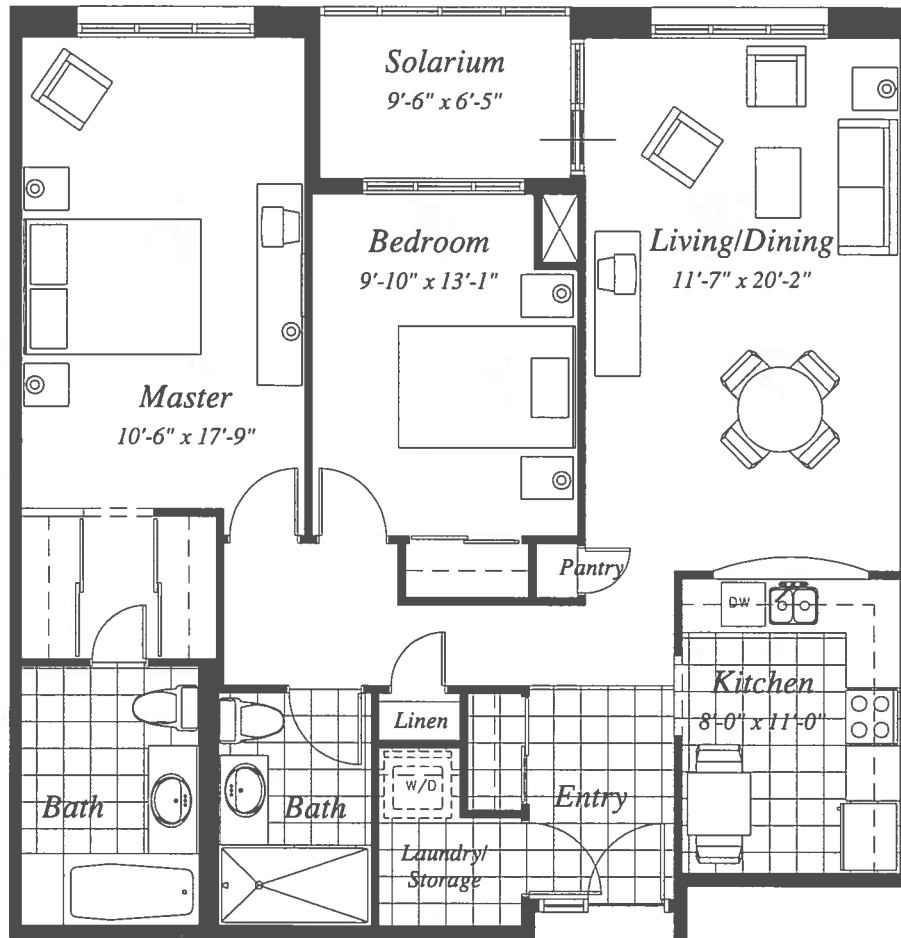 Solarium
9'-6" x 6'-5"
Bedroom
9'-10" x 13'-1"
Living/Dining
11'-7" x 20'-2"
Master
10'-6" x 17'-9"
Pantry
DW
Kitchen
8'-0" x 11'-0"
Linen
W/D
Bath
Bath
Entry
Laundry/
Storage